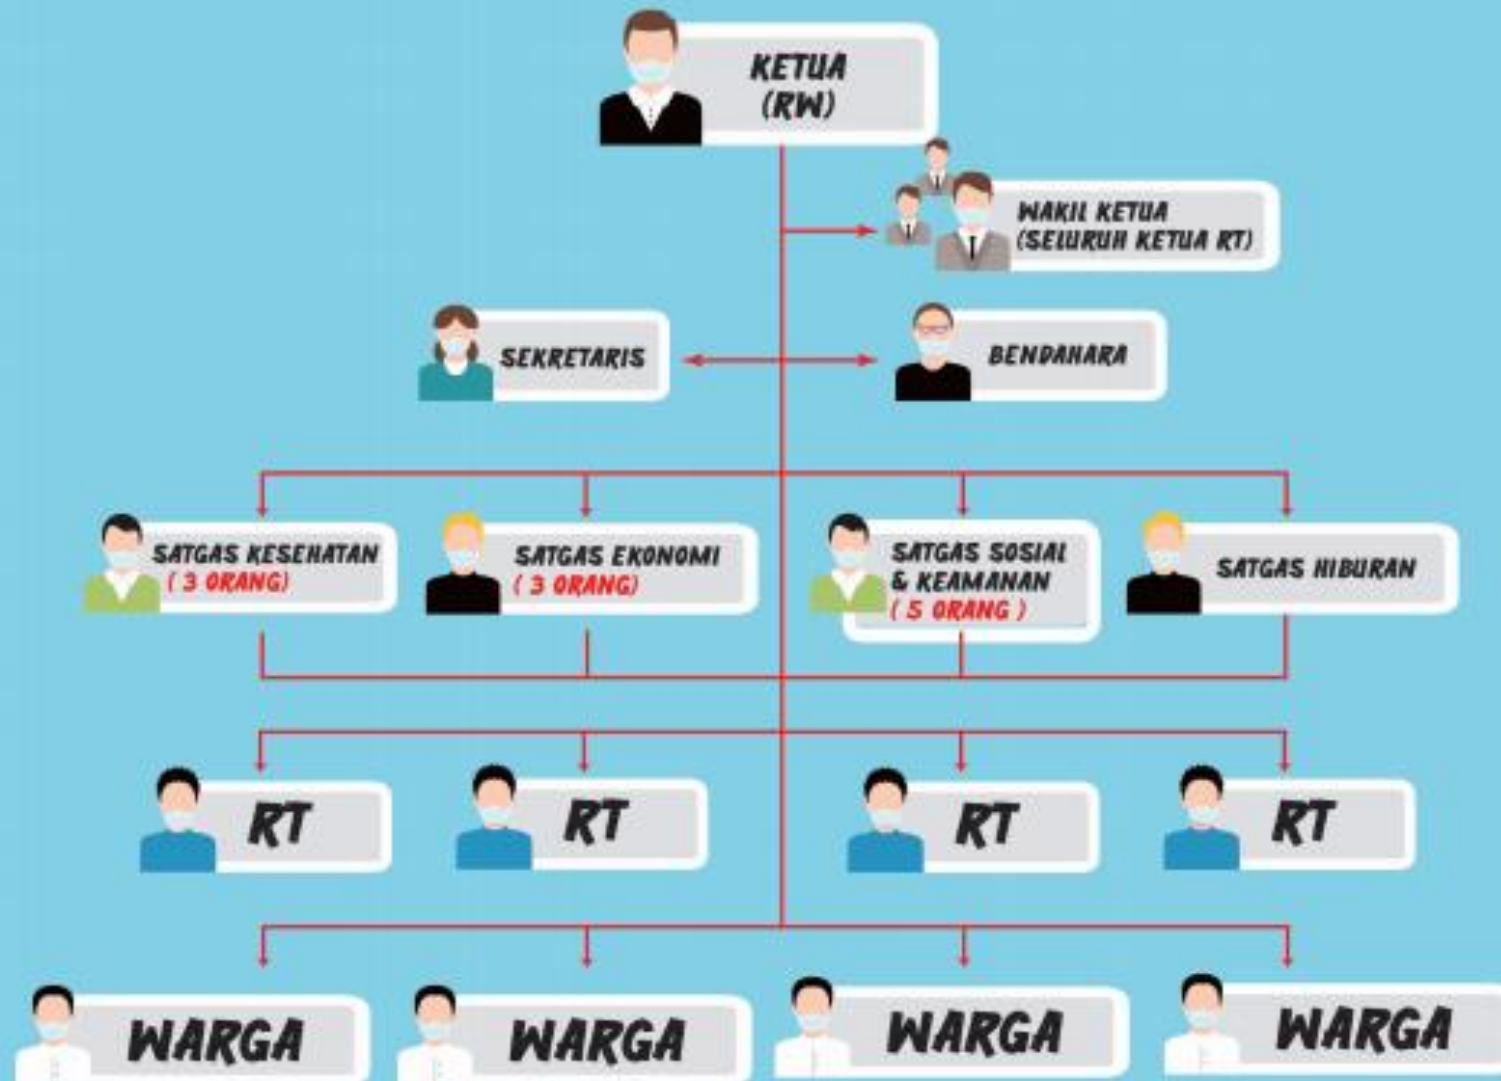 KETUA
(RW)
WAKIL KETUA
(SELURUH KETUA RT)
SEKRETARIS
BENDAHARA
SATGAS KESEHATAN
( 3 ORANG)
SATGAS EKONOMI
( 3 ORANG)
SATGAS SOSIAL
& KEAMANAN
( 5 ORANG )
SATGAS HIBURAN
RT
RT
RT
RT
WARGA
WARGA
WARGA
WARGA